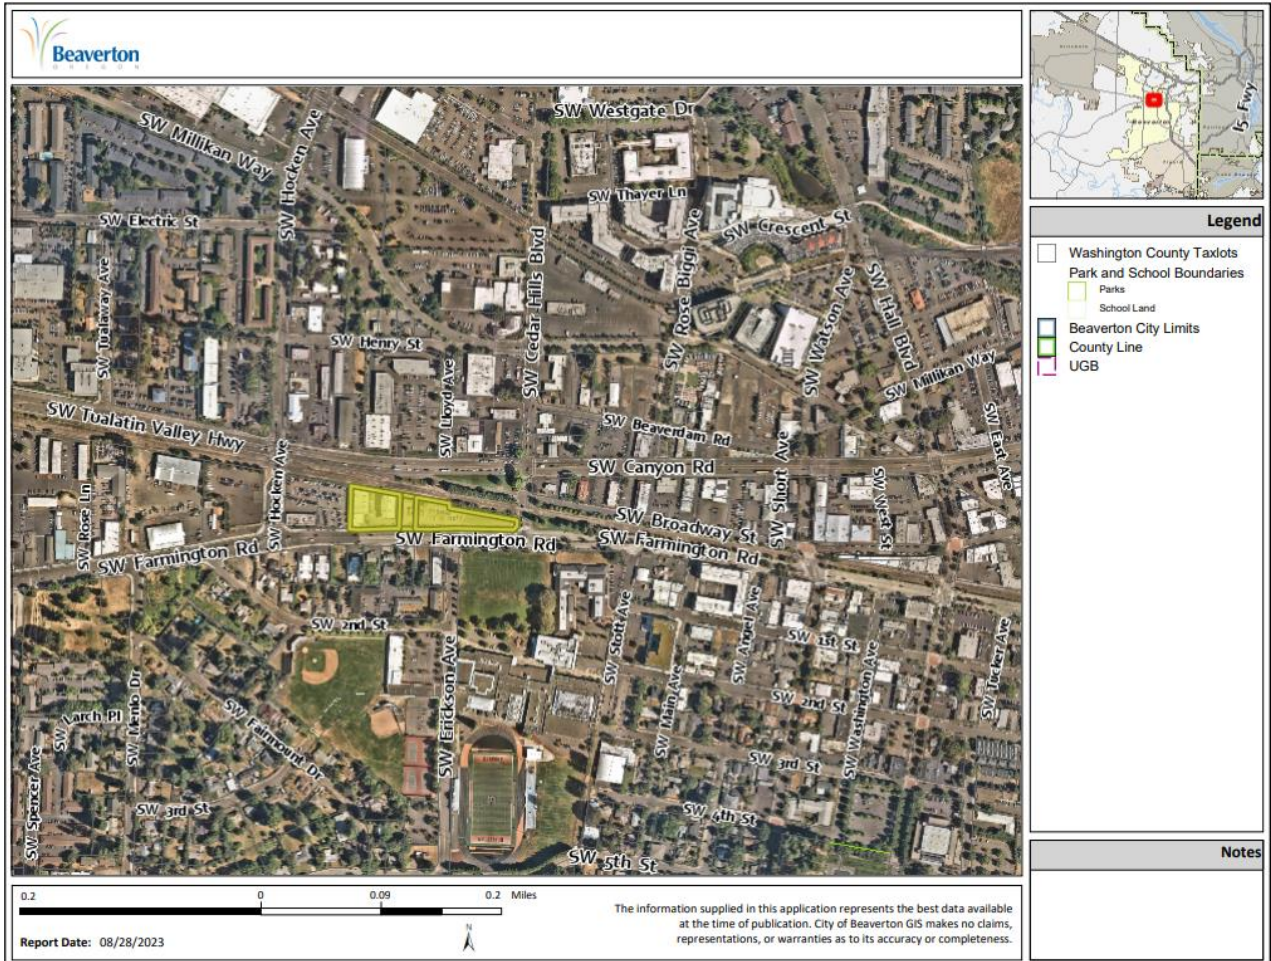 Beaverton
OREGON
SW Westgate Dr
SW Millikan Way
SW Hocken Ave
SW Thayer Ln
SW Electric St
SW Crescent St
SW Rose Biggi Ave
SW Cedar Hills Blvd
SW Tualaway Ave
SW Watson Ave
SW Hall Blvd
SW Henry St
SW Millikan Way
SW Lloyd Ave
SW Tualatin Valley Hwy
SW Beaverdam Rd
SW East Ave
SW Canyon Rd
SW Short Ave
SW Hocken Ave
SW Rose Ln
SW West St
SW Broadway St
SW Farmington Rd
SW Farmington Rd
SW Farmington Rd
SW 2nd St
SW Stott Ave
SW Angel Ave
SW 1st St
SW Tucker Ave
SW Erickson Ave
SW Main Ave
SW 2nd St
SW Washington Ave
SW Menlo Dr
SW Larch Pl
SW Fairmount Dr
SW 3rd St
SW Spencer Ave
SW 3rd St
SW 4th St
SW 5th St
I5 Fwy
Beaverton
Legend
Washington County Taxlots
Park and School Boundaries
Parks
School Land
Beaverton City Limits
County Line
UGB
Notes
0.2 0 0.09 0.2 Miles
Report Date: 08/28/2023
N
The information supplied in this application represents the best data available
at the time of publication. City of Beaverton GIS makes no claims,
representations, or warranties as to its accuracy or completeness.